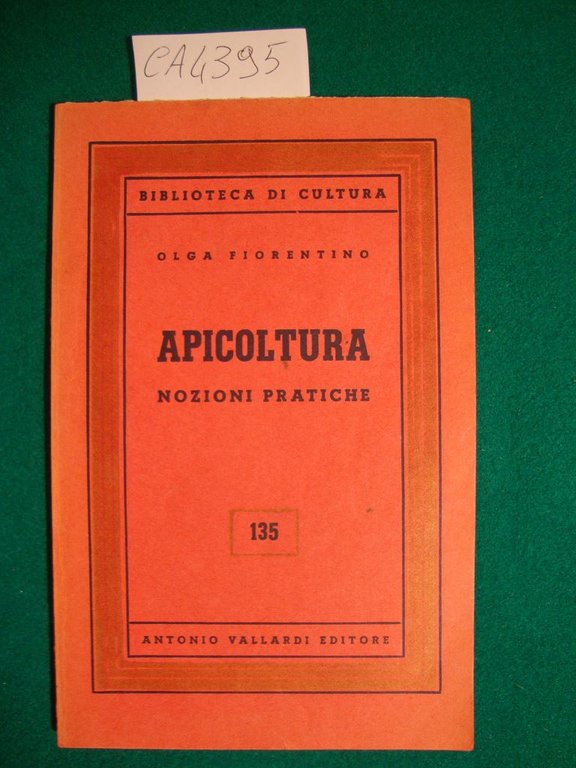 CA4395
BIBLIOTECA DI CULTURA
OLGA FIORENTINO
APICOLTURA
NOZIONI PRATICHE
135
ANTONIO VALLARDI EDITORE